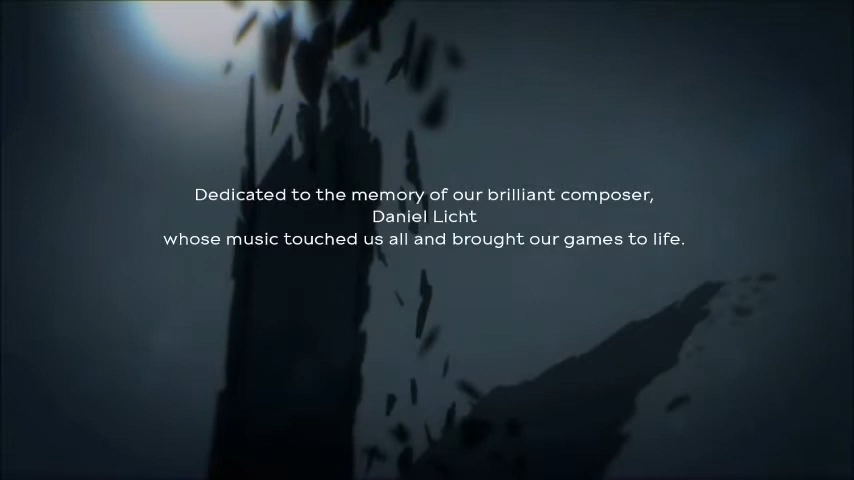 Dedicated to the memory of our brilliant composer,
Daniel Licht
whose music touched us all and brought our games to life.